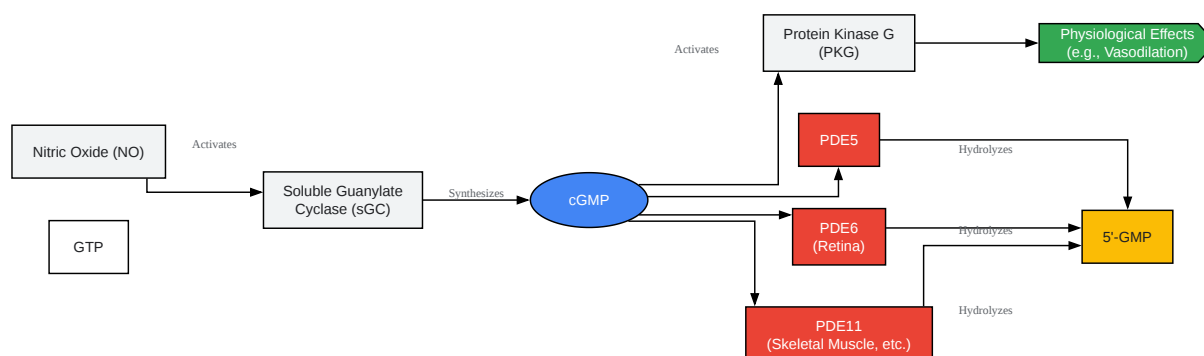 Nitric Oxide (NO)
Activates
GTP
Soluble Guanylate
Cyclase (sGC)
Synthesizes
cGMP
Activates
Protein Kinase G
(PKG)
Physiological Effects
(e.g., Vasodilation)
PDE5
Hydrolyzes
PDE6
(Retina)
Hydrolyzes
5'-GMP
PDE11
(Skeletal Muscle, etc.)
Hydrolyzes